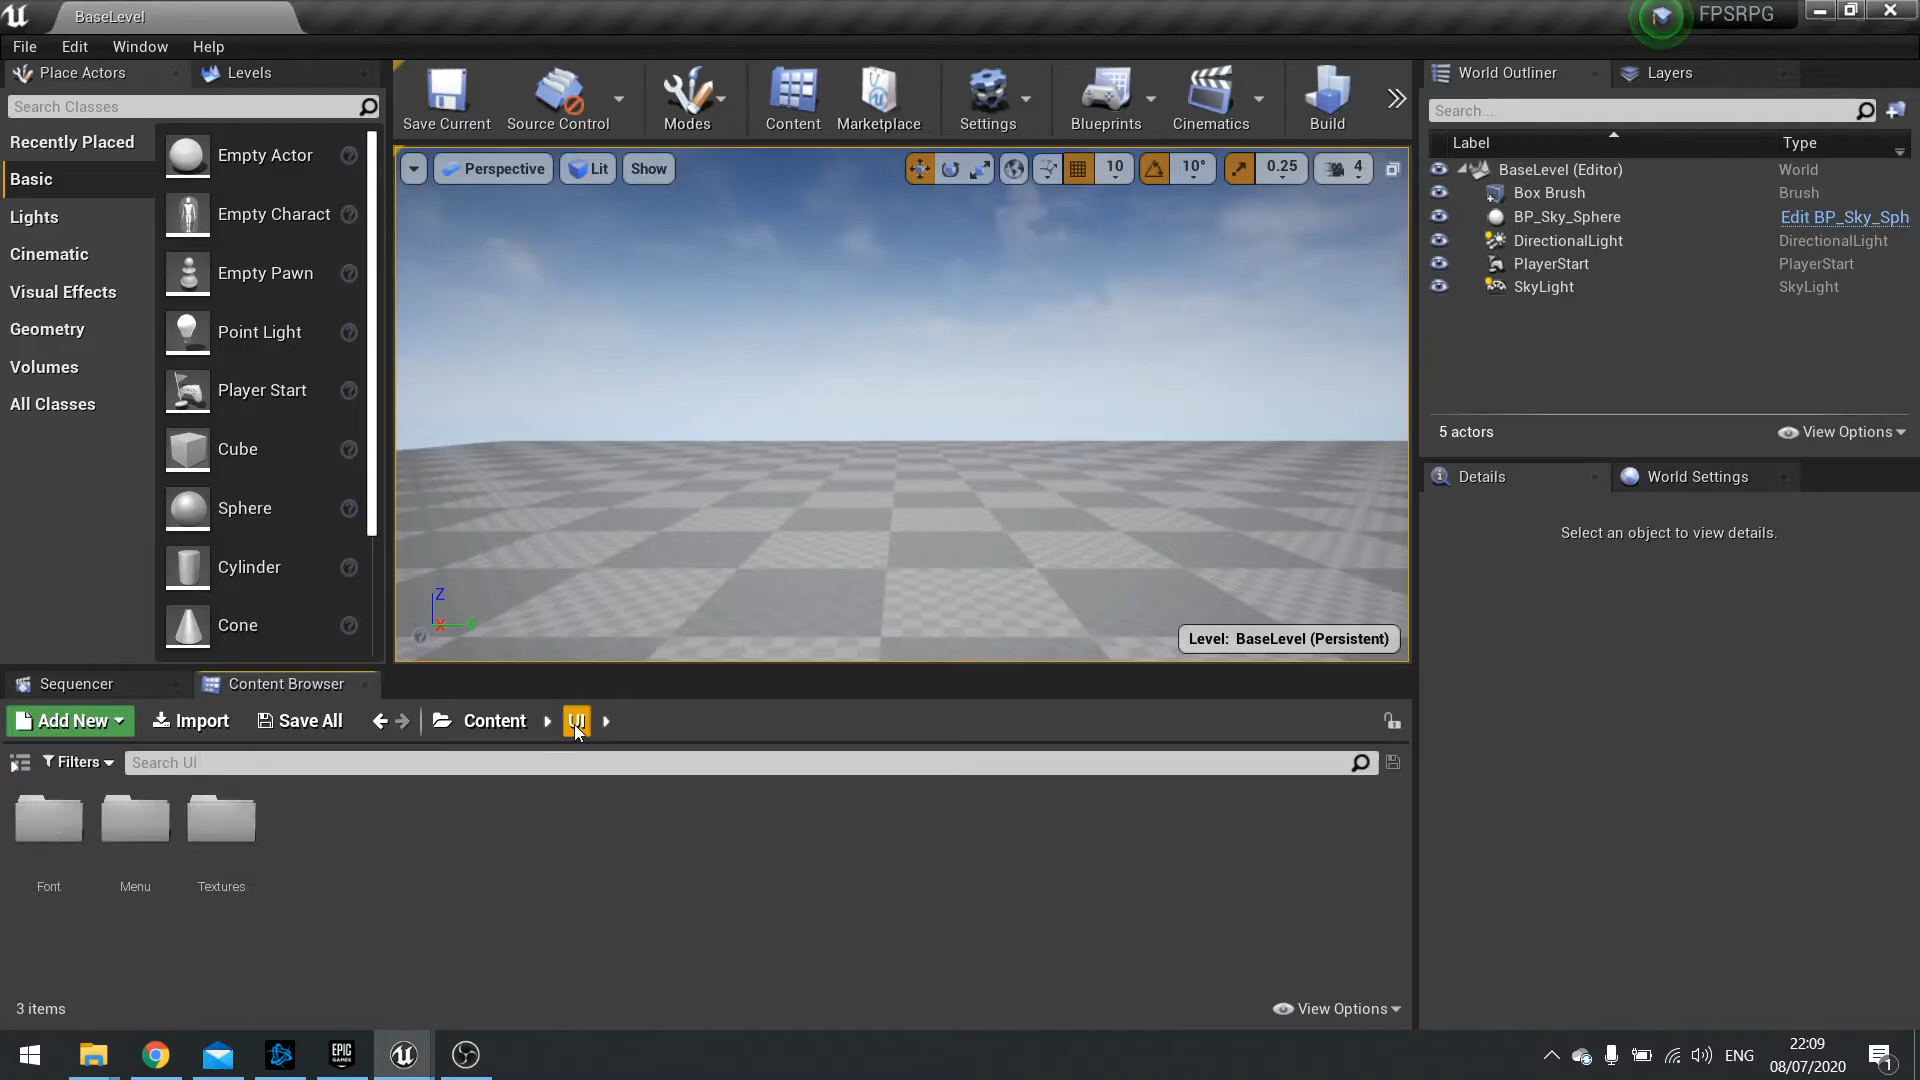 BaseLevel
FPSRPG
File Edit Window Help
Place Actors
Levels
Search Classes
Recently Placed
Basic
Lights
Cinematic
Visual Effects
Geometry
Volumes
All Classes
Empty Actor
Empty Charact
Empty Pawn
Point Light
Player Start
Cube
Sphere
Cylinder
Cone
Save Current
Source Control
Modes
Content
Marketplace
Settings
Blueprints
Cinematics
Build
Perspective
Lit
Show
10
10°
0.25
4
Z
X
Y
Level: BaseLevel (Persistent)
World Outliner
Layers
Search...
Label Type
BaseLevel (Editor) World
Box Brush Brush
BP_Sky_Sphere Edit BP_Sky_Sph
DirectionalLight DirectionalLight
PlayerStart PlayerStart
SkyLight SkyLight
5 actors
View Options
Details
World Settings
Select an object to view details.
Sequencer
Content Browser
Add New
Import
Save All
Content
UI
Filters
Search UI
Font
Menu
Textures
3 items
View Options
EPIC
GAMES
ENG
22:09
08/07/2020
1